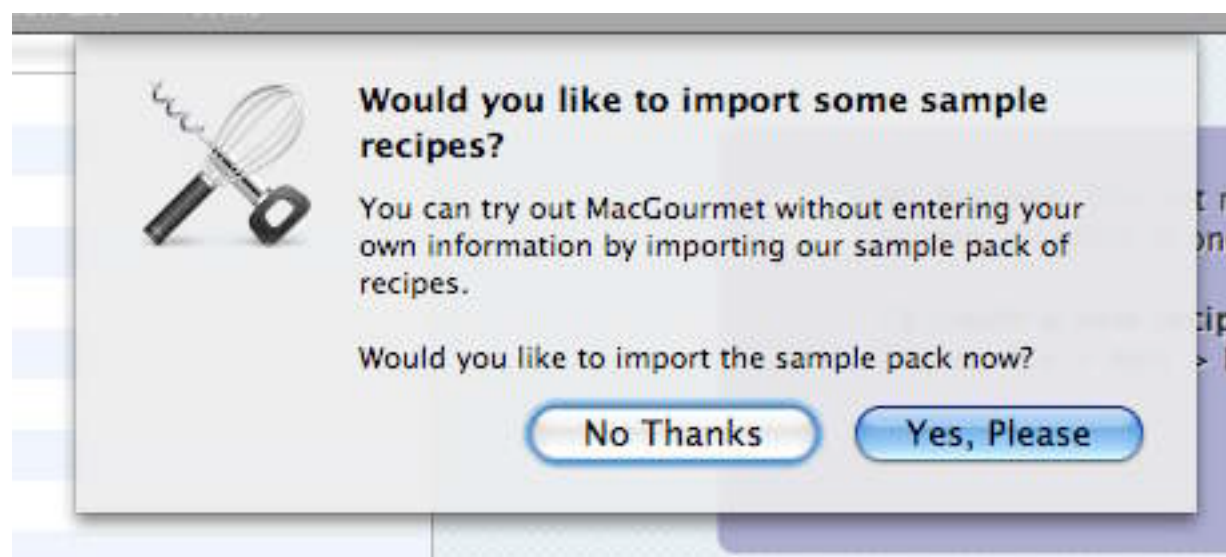 Would you like to import some sample
recipes?
You can try out MacGourmet without entering your
own information by importing our sample pack of
recipes.
Would you like to import the sample pack now?
No Thanks
Yes, Please